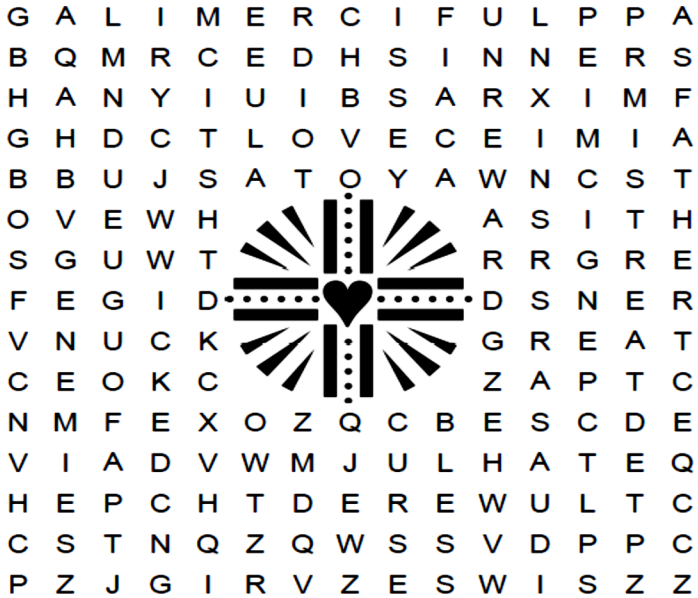 G A L I M E R C I F U L P P A
B Q M R C E D H S I N N E R S
H A N Y I U I B S A R X I M F
G H D C T L O V E C E I M I A
B B U J S A T O Y A W N C S T
O V E W H A S I T H
S G U W T R R G R E
F E G I D D S N E R
V N U C K G R E A T
C E O K C Z A P T C
N M F E X O Z Q C B E S C D E
V I A D V W M J U L H A T E Q
H E P C H T D E R E W U L T C
C S T N Q Z Q W S S V D P P C
P Z J G I R V Z E S W I S Z Z